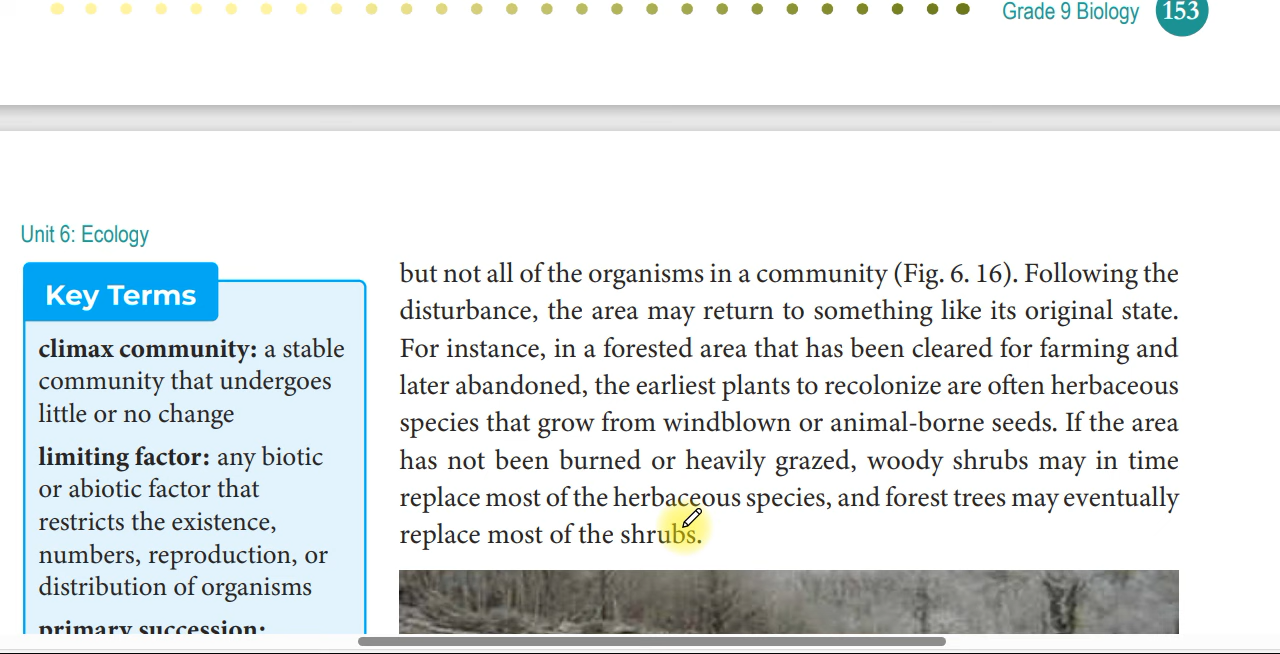 Grade 9 Biology 153
Unit 6: Ecology
Key Terms
climax community: a stable
community that undergoes
little or no change
limiting factor: any biotic
or abiotic factor that
restricts the existence,
numbers, reproduction, or
distribution of organisms
primary succession:
but not all of the organisms in a community (Fig. 6. 16). Following the
disturbance, the area may return to something like its original state.
For instance, in a forested area that has been cleared for farming and
later abandoned, the earliest plants to recolonize are often herbaceous
species that grow from windblown or animal-borne seeds. If the area
has not been burned or heavily grazed, woody shrubs may in time
replace most of the herbaceous species, and forest trees may eventually
replace most of the shrubs.